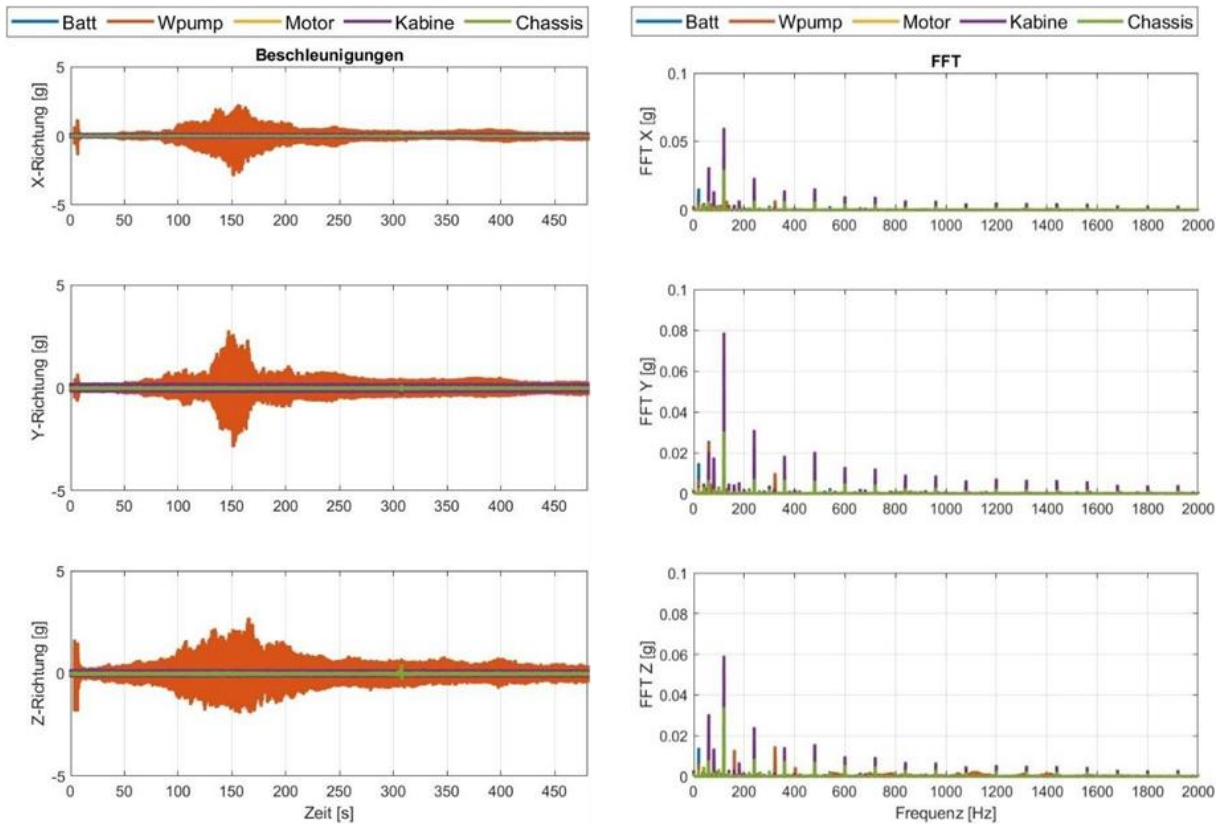 Batt Wpump Motor Kabine Chassis
Beschleunigungen
X-Richtung [g]
5
0
-5
0 50 100 150 200 250 300 350 400 450
Y-Richtung [g]
5
0
-5
0 50 100 150 200 250 300 350 400 450
Z-Richtung [g]
5
0
-5
0 50 100 150 200 250 300 350 400 450
Zeit [s]
Batt Wpump Motor Kabine Chassis
FFT
FFT X [g]
0.1
0.05
0
0 200 400 600 800 1000 1200 1400 1600 1800 2000
FFT Y [g]
0.1
0.08
0.06
0.04
0.02
0
0 200 400 600 800 1000 1200 1400 1600 1800 2000
FFT Z [g]
0.1
0.08
0.06
0.04
0.02
0
0 200 400 600 800 1000 1200 1400 1600 1800 2000
Frequenz [Hz]